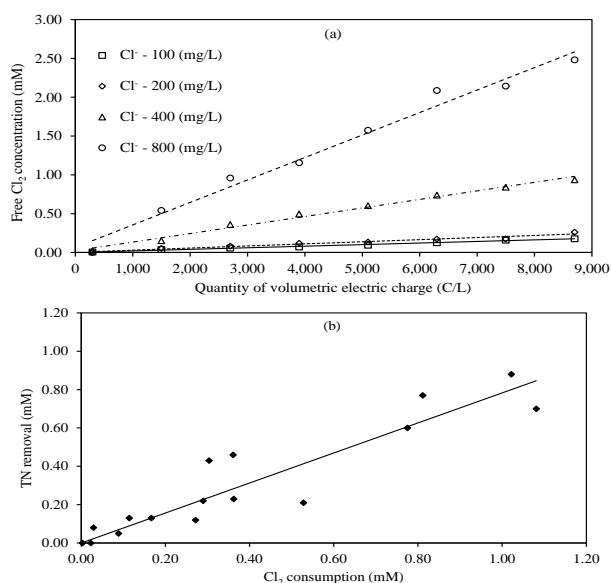 (a)
Cl⁻ - 100 (mg/L)
Cl⁻ - 200 (mg/L)
Cl⁻ - 400 (mg/L)
Cl⁻ - 800 (mg/L)
Free Cl₂ concentration (mM)
3.00
2.50
2.00
1.50
1.00
0.50
0.00
0 1,000 2,000 3,000 4,000 5,000 6,000 7,000 8,000 9,000
Quantity of volumetric electric charge (C/L)
(b)
TN removal (mM)
1.20
1.00
0.80
0.60
0.40
0.20
0.00
0.00 0.20 0.40 0.60 0.80 1.00 1.20
Cl₂ consumption (mM)